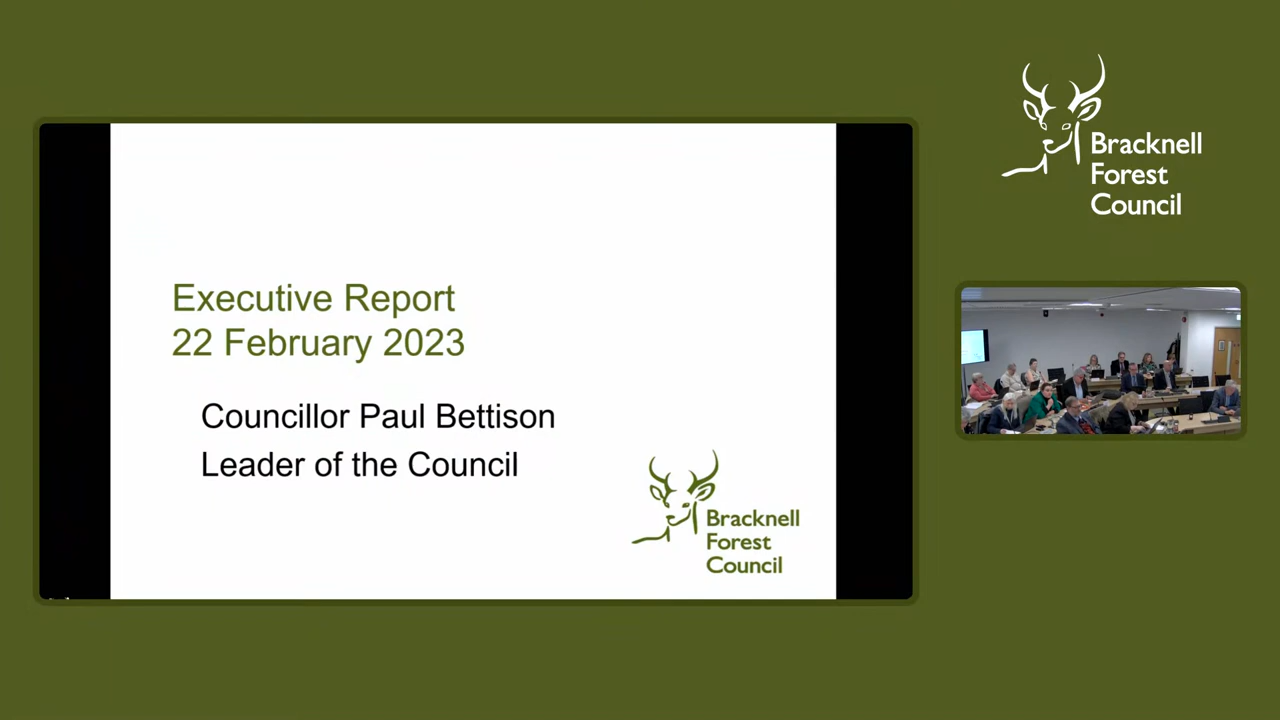 Executive Report
22 February 2023
Councillor Paul Bettison
Leader of the Council
Bracknell
Forest
Council
Bracknell
Forest
Council